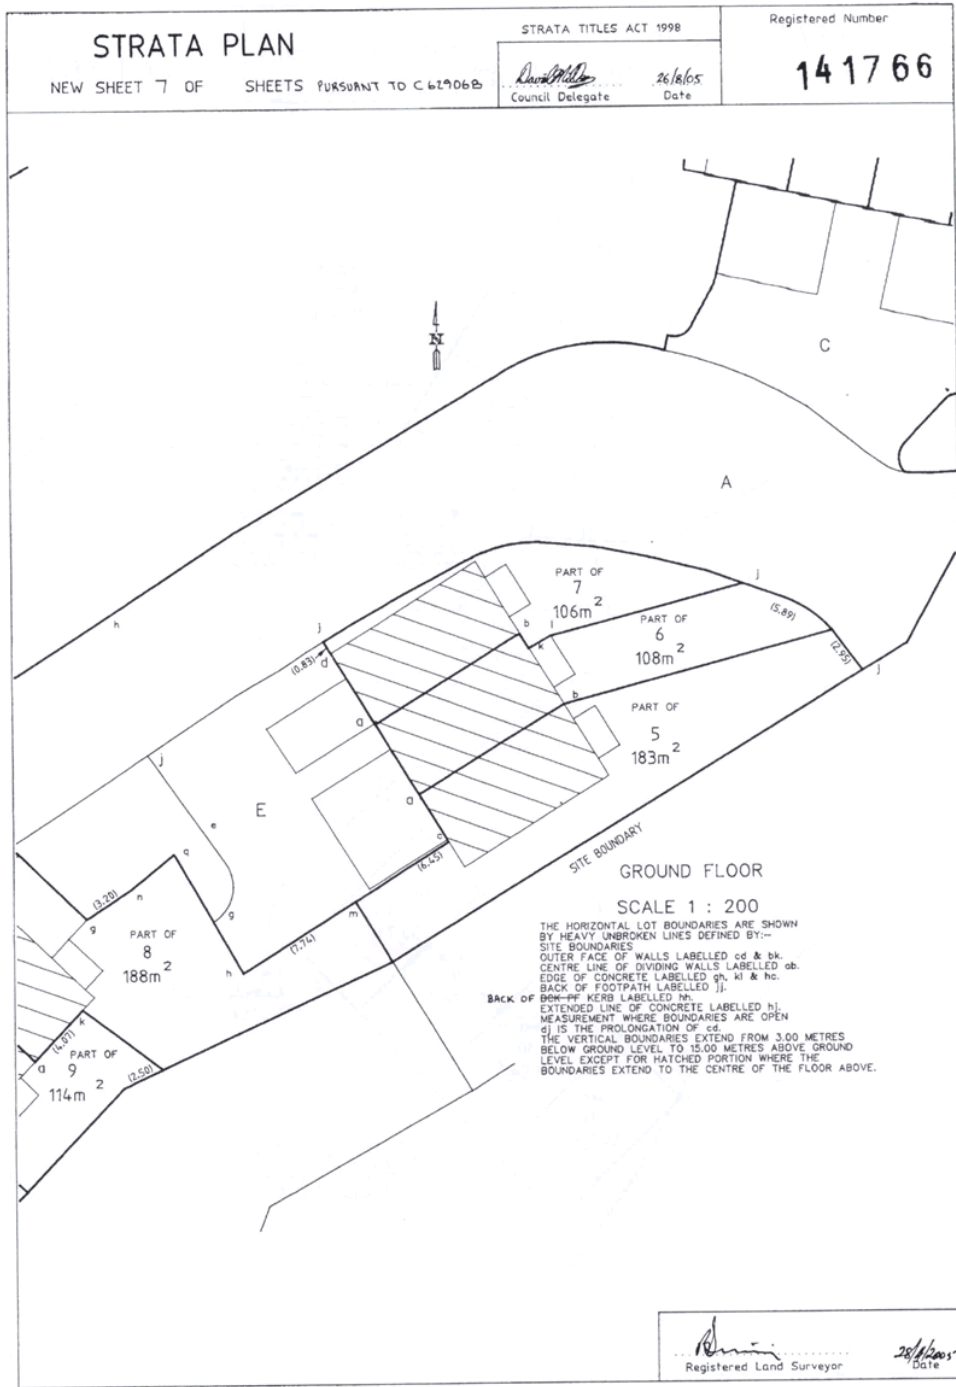 STRATA PLAN
NEW SHEET 7 OF SHEETS PURSUANT TO C629068
STRATA TITLES ACT 1998
26/8/05
Council Delegate Date
Registered Number
141766
N
C
A
h
j
(0.83)
d
PART OF
7
106m²
b
l
k
j
(5.89)
PART OF
6
108m²
(2.95)
j
a
b
PART OF
5
183m²
j
e
E
a
c
(6.45)
SITE BOUNDARY
q
(3.20)
n
g
g
m
PART OF
8
188m²
h
(7.74)
k
(4.07)
a
PART OF
9
114m²
(2.50)
GROUND FLOOR
SCALE 1 : 200
THE HORIZONTAL LOT BOUNDARIES ARE SHOWN
BY HEAVY UNBROKEN LINES DEFINED BY:--
SITE BOUNDARIES
OUTER FACE OF WALLS LABELLED cd & bk.
CENTRE LINE OF DIVIDING WALLS LABELLED ab.
EDGE OF CONCRETE LABELLED gh, kl & hc.
BACK OF FOOTPATH LABELLED jj.
BACK OF KERB LABELLED hh.
EXTENDED LINE OF CONCRETE LABELLED hj.
MEASUREMENT WHERE BOUNDARIES ARE OPEN
dj IS THE PROLONGATION OF cd.
THE VERTICAL BOUNDARIES EXTEND FROM 3.00 METRES
BELOW GROUND LEVEL TO 15.00 METRES ABOVE GROUND
LEVEL EXCEPT FOR HATCHED PORTION WHERE THE
BOUNDARIES EXTEND TO THE CENTRE OF THE FLOOR ABOVE.
Registered Land Surveyor Date